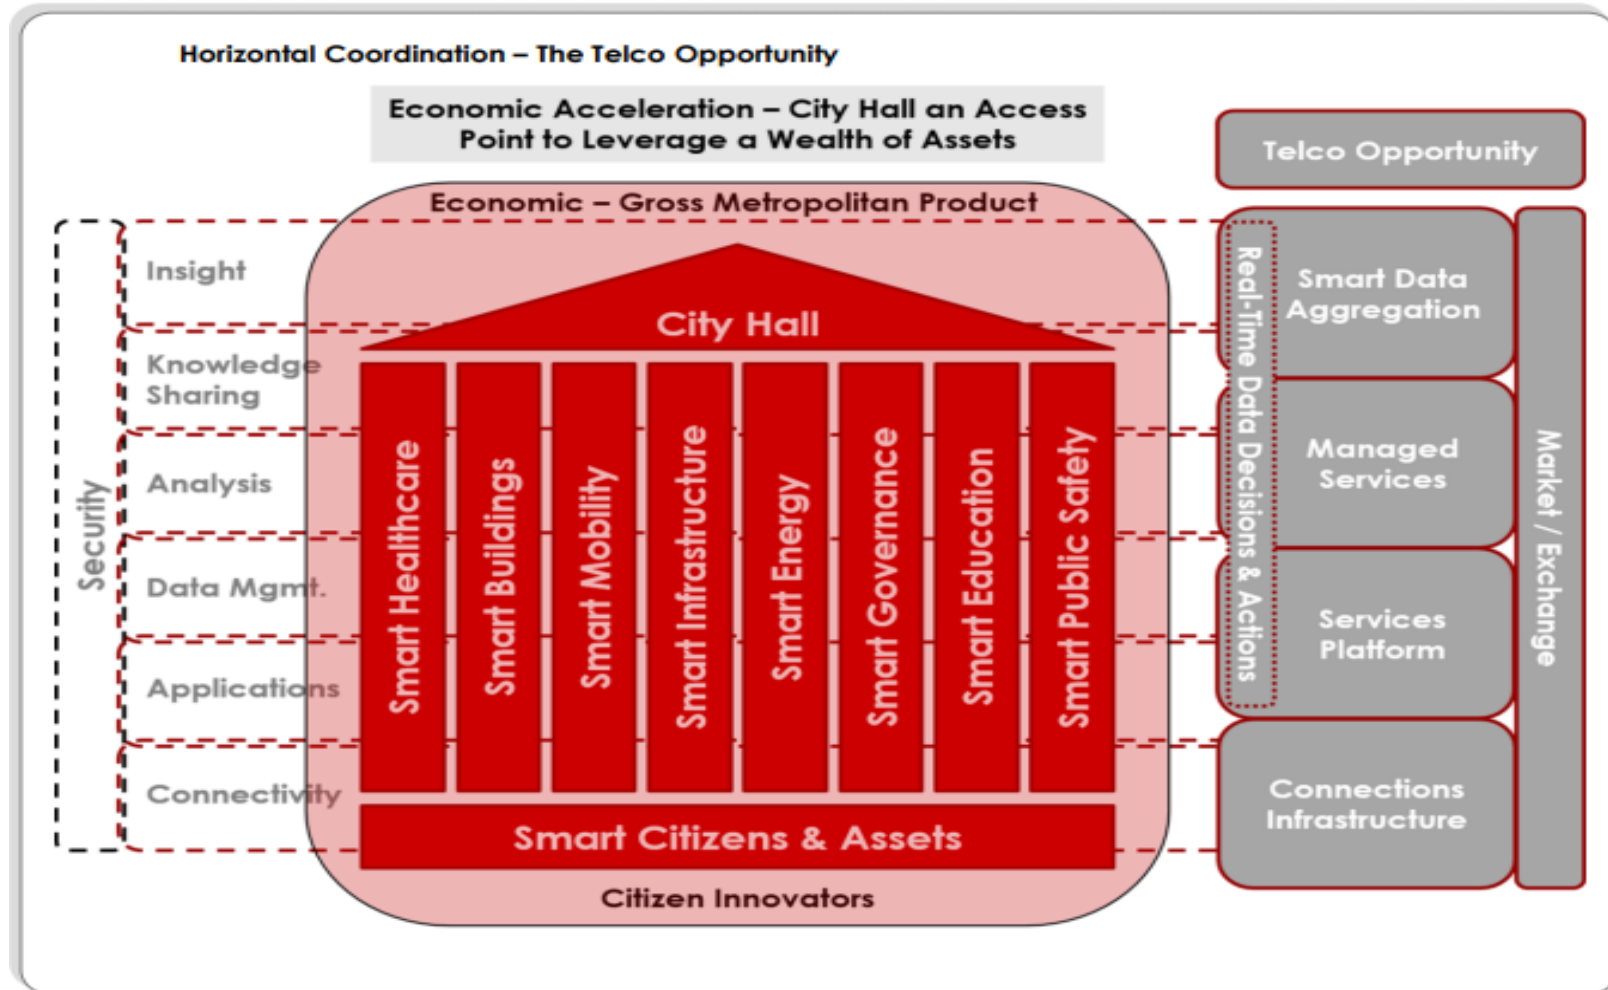 Horizontal Coordination – The Telco Opportunity
Economic Acceleration – City Hall an Access
Point to Leverage a Wealth of Assets
Telco Opportunity
Economic – Gross Metropolitan Product
Security
Insight
Knowledge
Sharing
Analysis
Data Mgmt.
Applications
Connectivity
City Hall
Smart Healthcare
Smart Buildings
Smart Mobility
Smart Infrastructure
Smart Energy
Smart Governance
Smart Education
Smart Public Safety
Smart Citizens & Assets
Citizen Innovators
Real-Time Data Decisions & Actions
Smart Data
Aggregation
Managed
Services
Services
Platform
Connections
Infrastructure
Market / Exchange